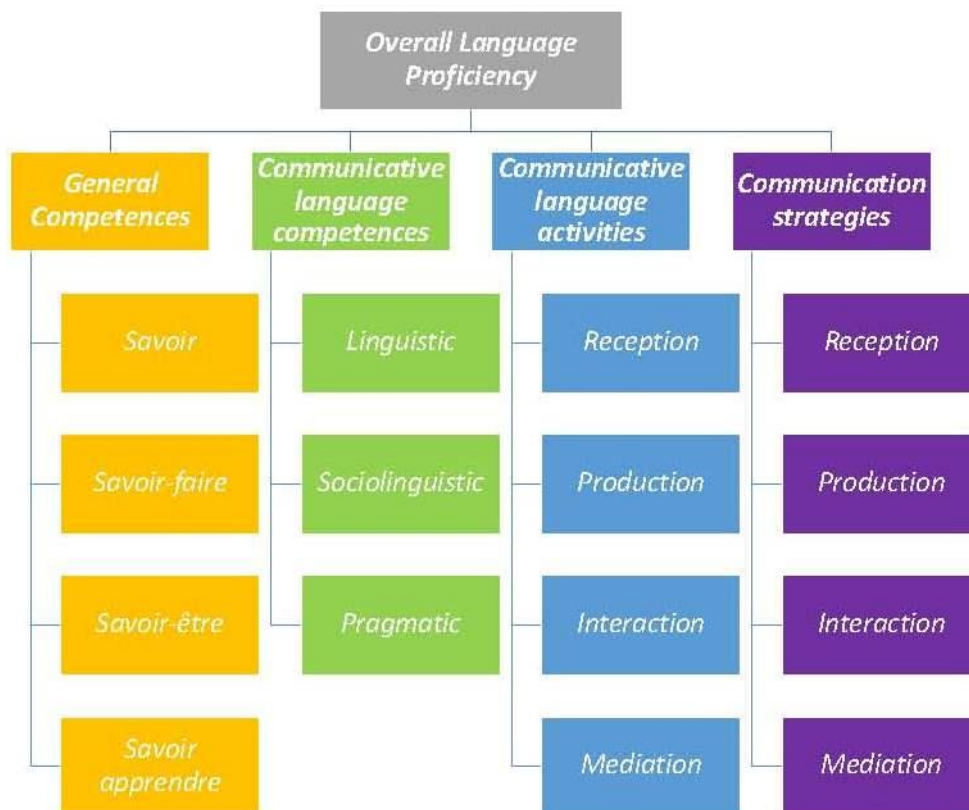 Overall Language
Proficiency
General
Competences
Communicative
language
competences
Communicative
language
activities
Communication
strategies
Savoir
Linguistic
Reception
Reception
Savoir-faire
Sociolinguistic
Production
Production
Savoir-être
Pragmatic
Interaction
Interaction
Savoir
apprendre
Mediation
Mediation